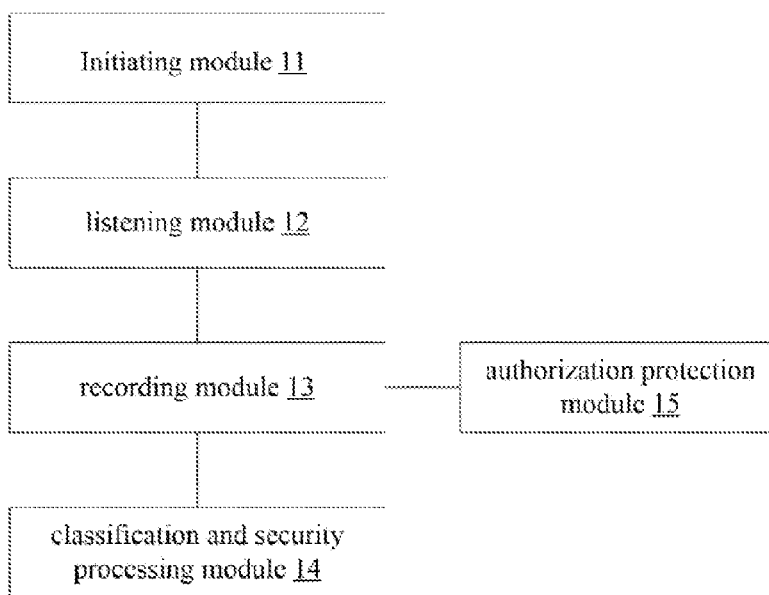 Initiating module 11
listening module 12
recording module 13
authorization protection
module 15
classification and security
processing module 14